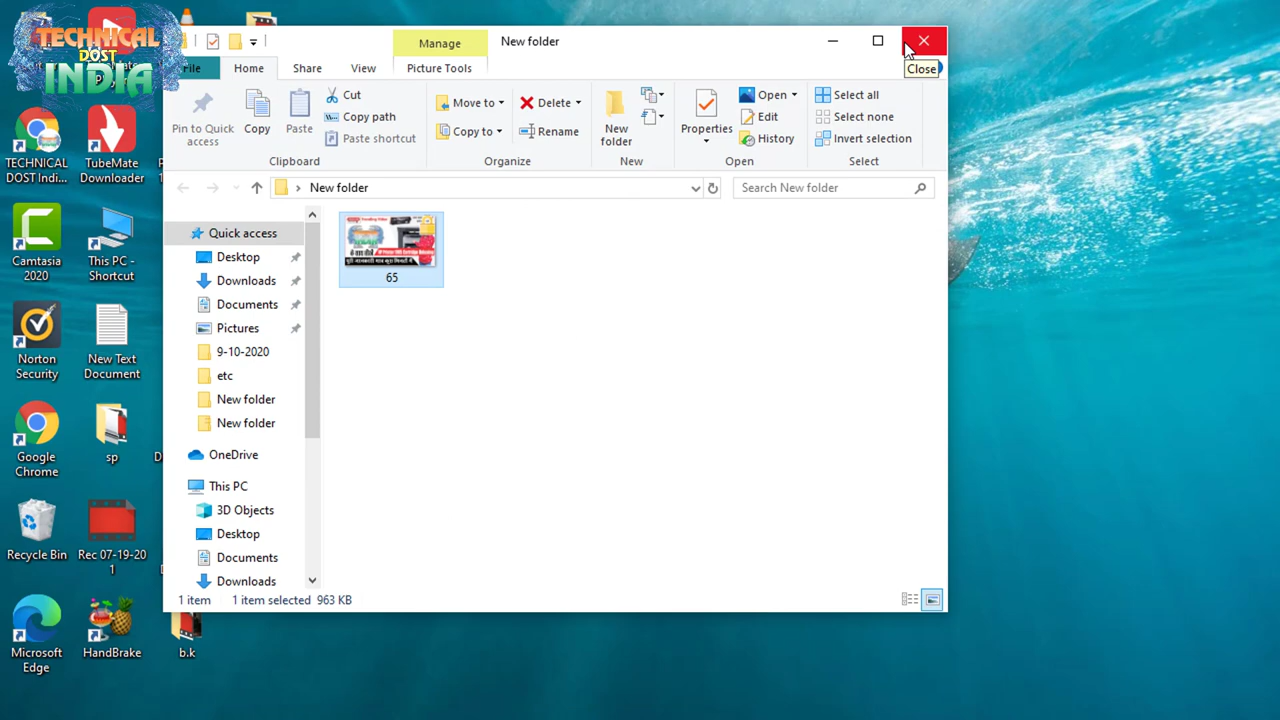 TECHNICAL
DOST
INDIA
Manage
New folder
Close
File
Home
Share
View
Picture Tools
Pin to Quick
access
Copy
Paste
Cut
Copy path
Paste shortcut
Clipboard
Move to
Copy to
Delete
Rename
Organize
New
folder
New
Properties
Open
Edit
History
Open
Select all
Select none
Invert selection
Select
New folder
Search New folder
Quick access
Desktop
Downloads
Documents
Pictures
9-10-2020
etc
New folder
New folder
OneDrive
This PC
3D Objects
Desktop
Documents
Downloads
65
1 item
1 item selected 963 KB
TECHNICAL
DOST Indi...
TubeMate
Downloader
Camtasia
2020
This PC -
Shortcut
Norton
Security
New Text
Document
Google
Chrome
sp
Recycle Bin
Rec 07-19-20
1
Microsoft
Edge
HandBrake
b.k